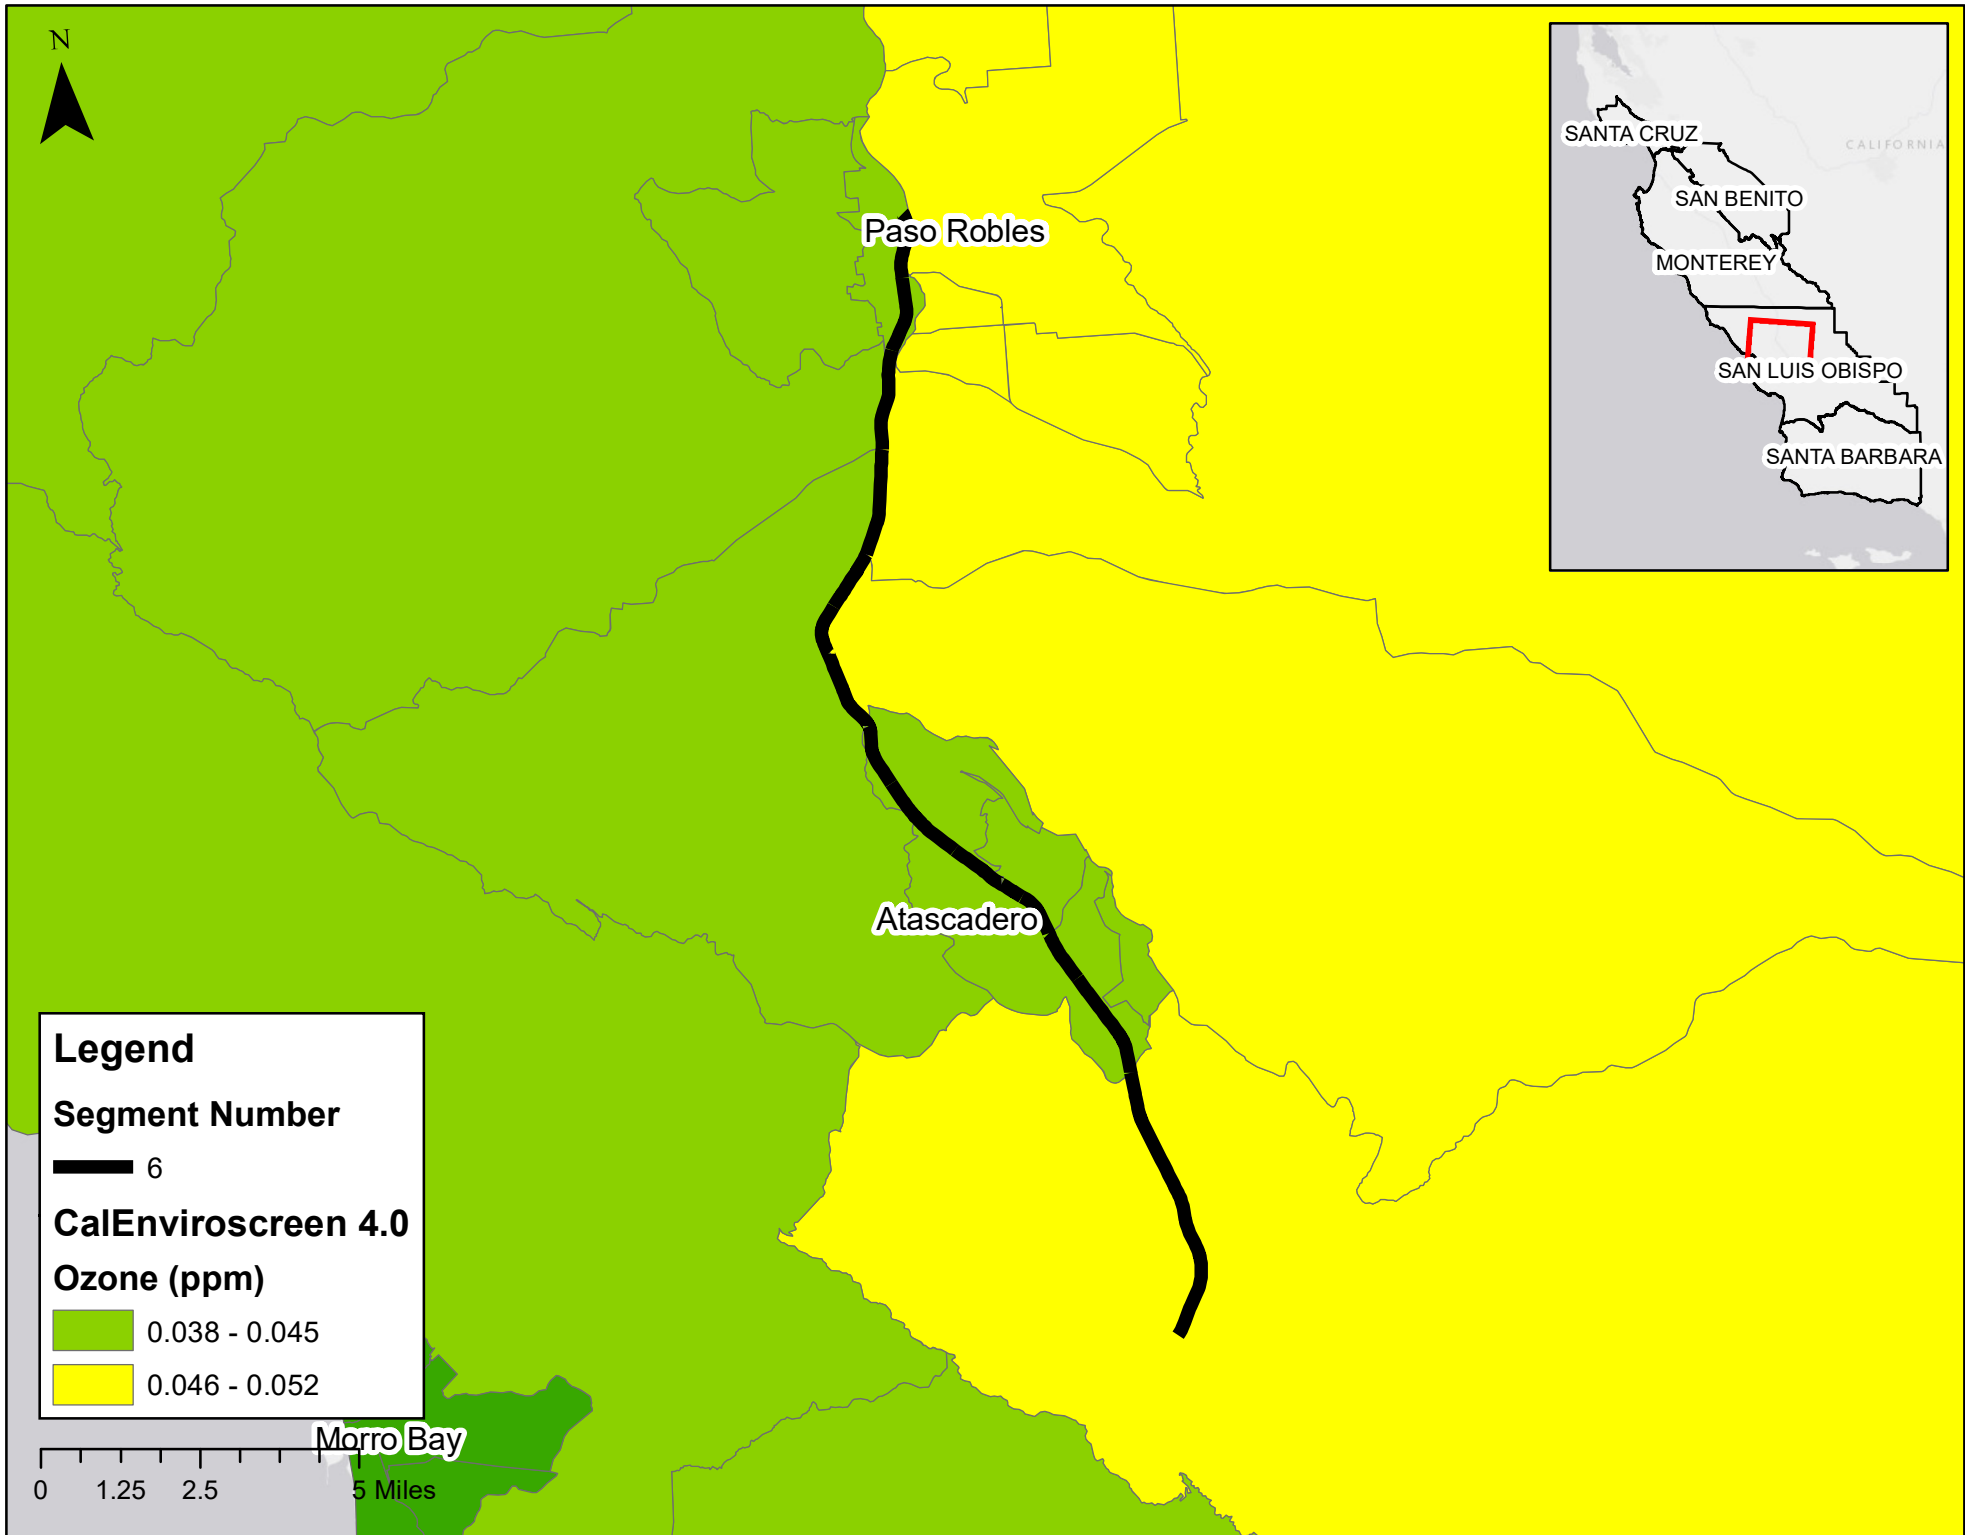 N
Paso Robles
Atascadero
Morro Bay
SANTA CRUZ
CALIFORNIA
SAN BENITO
MONTEREY
SAN LUIS OBISPO
SANTA BARBARA
Legend
Segment Number
6
CalEnviroscreen 4.0
Ozone (ppm)
0.038 - 0.045
0.046 - 0.052
0 1.25 2.5 5 Miles